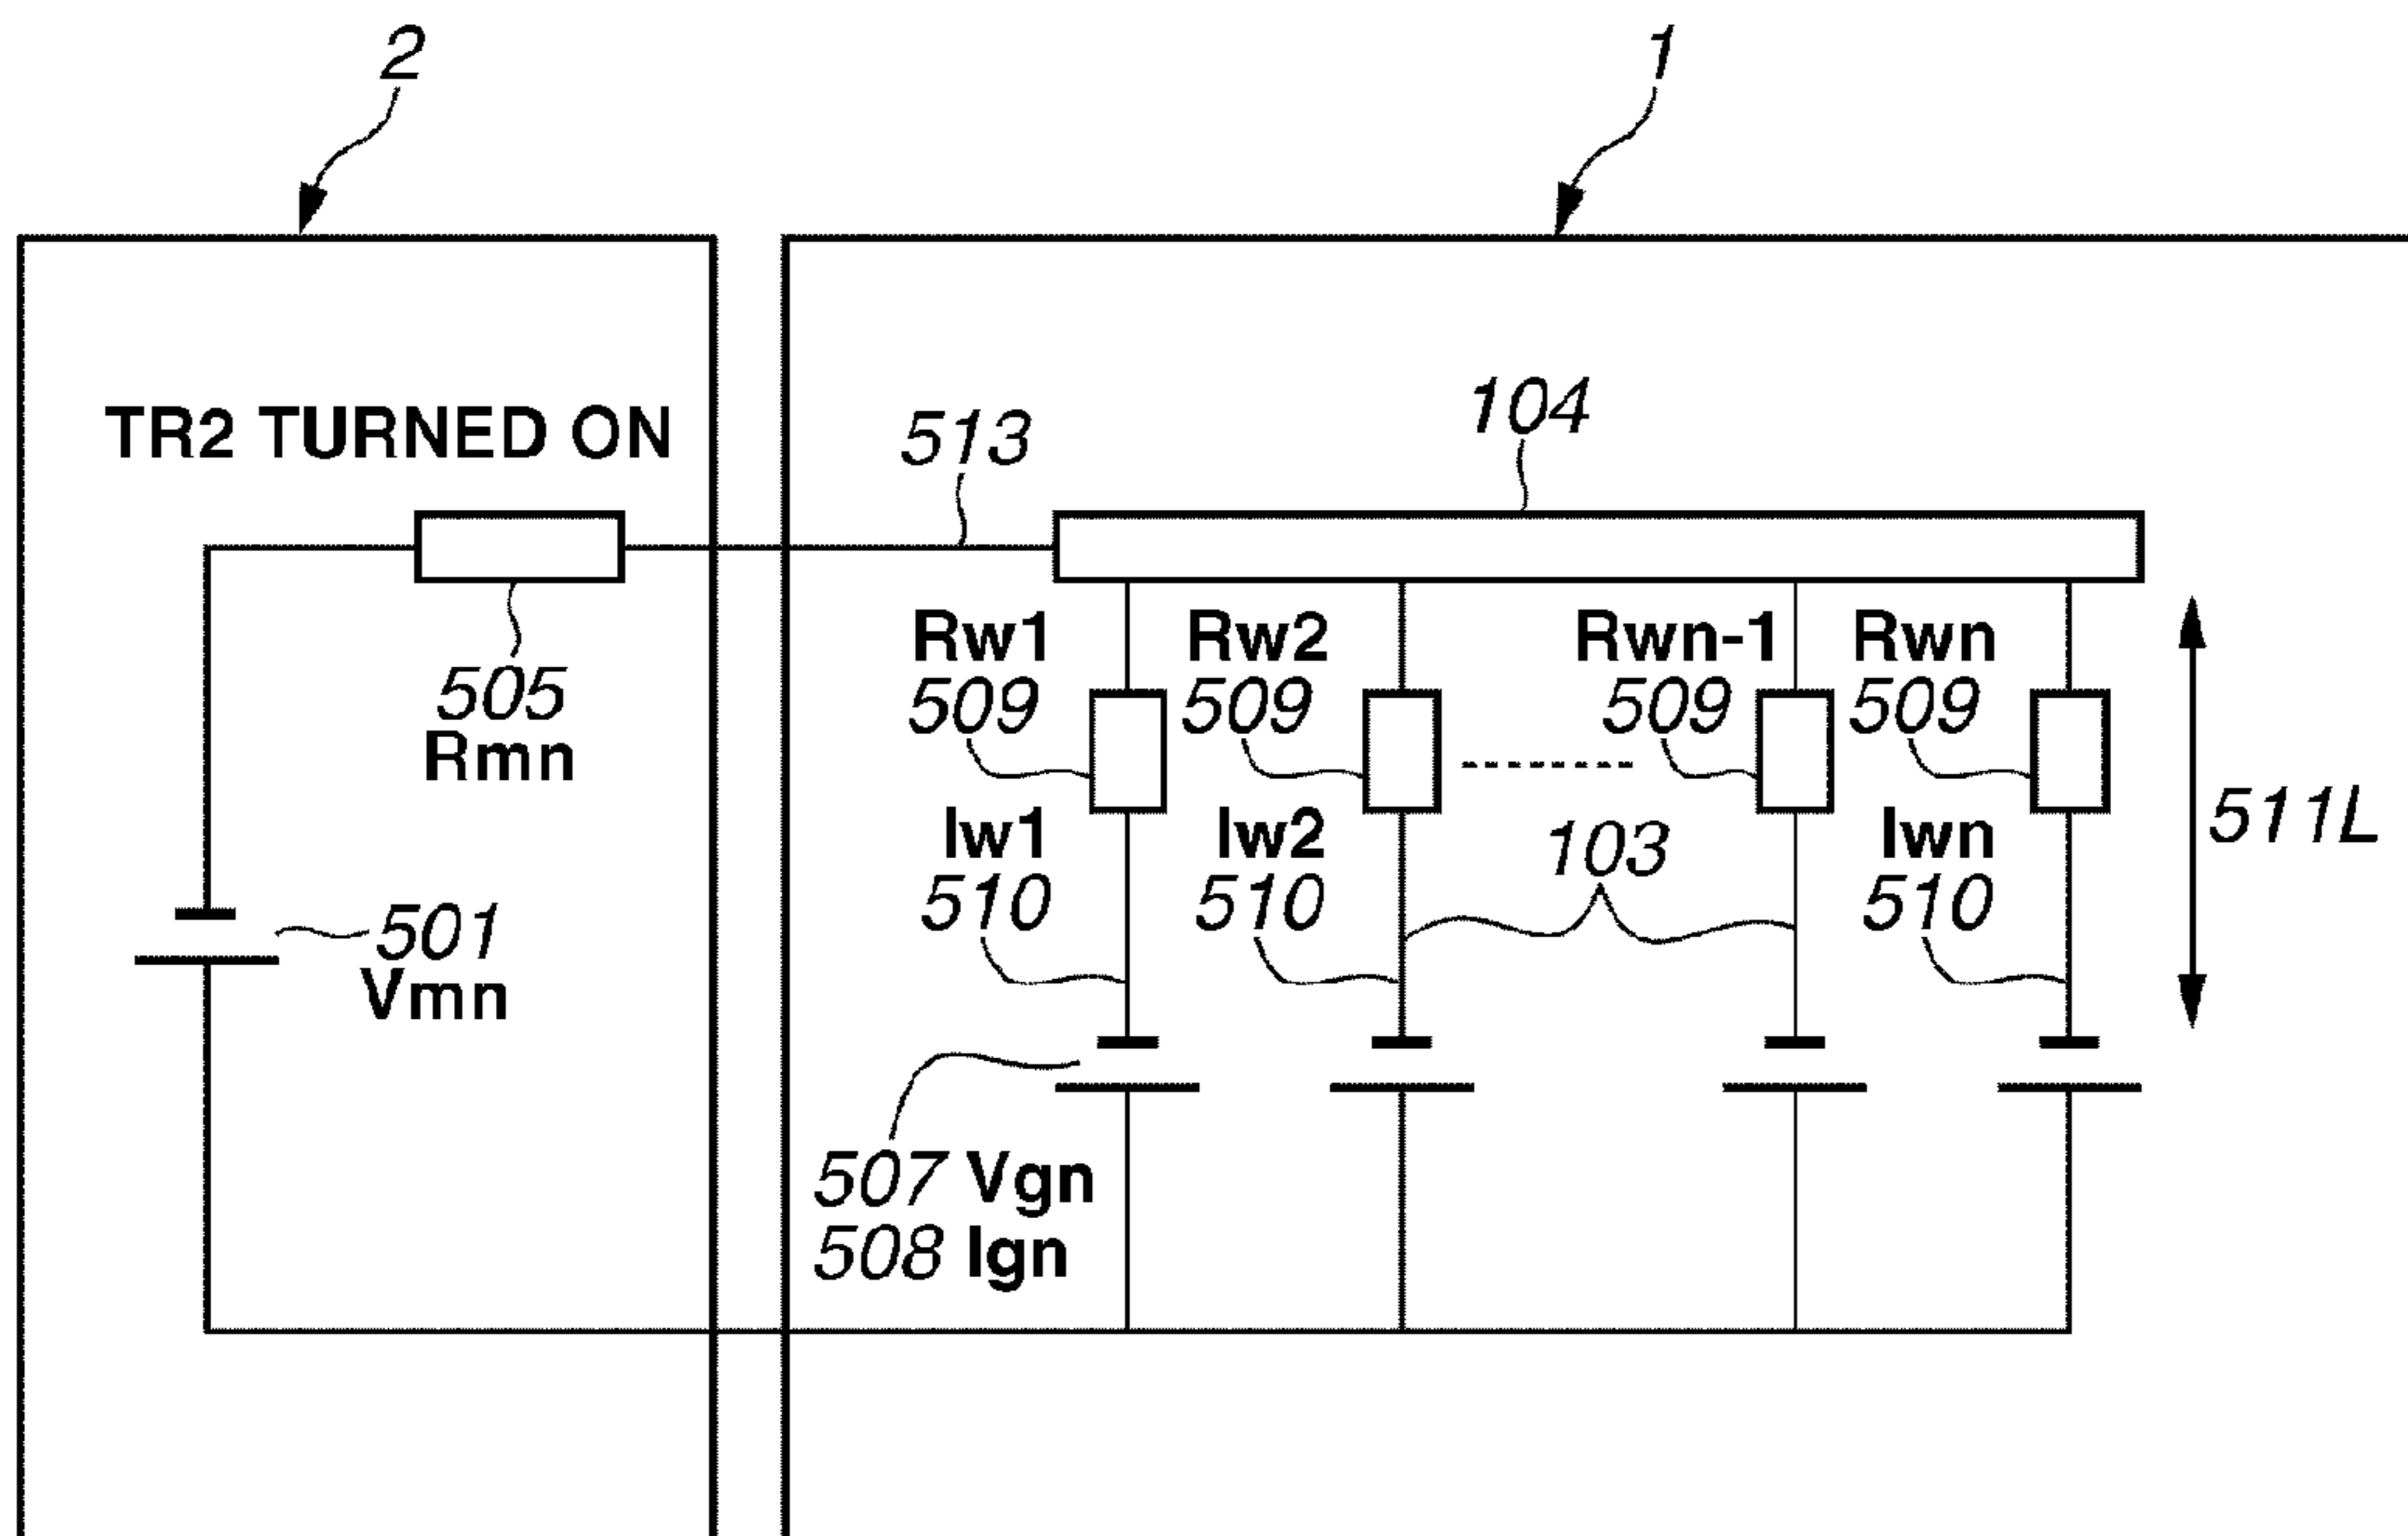 2
1
TR2 TURNED ON
513
104
505
Rmn
Rw1
509
Rw2
509
Rwn-1
509
Rwn
509
Iw1
510
Iw2
510
103
Iwn
510
511L
501
Vmn
507 Vgn
508 Ign